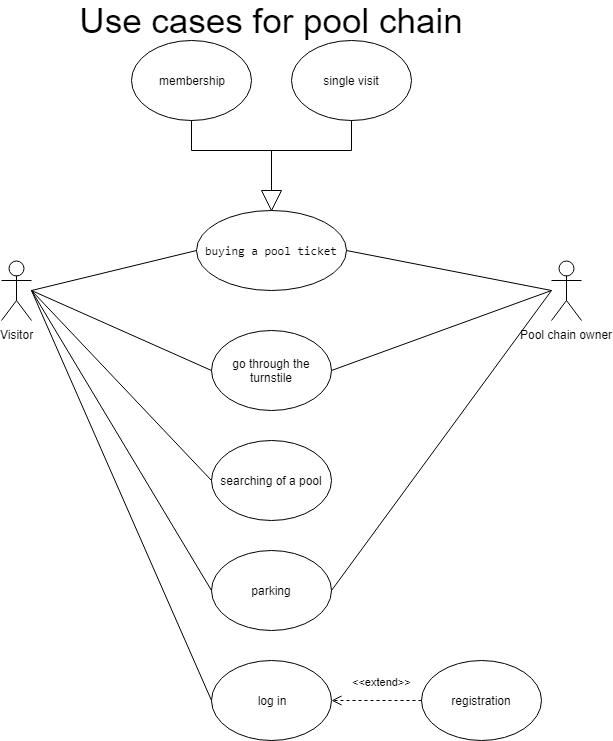 Use cases for pool chain
membership
single visit
buying a pool ticket
Visitor
Pool chain owner
go through the
turnstile
searching of a pool
parking
log in
<<extend>>
registration